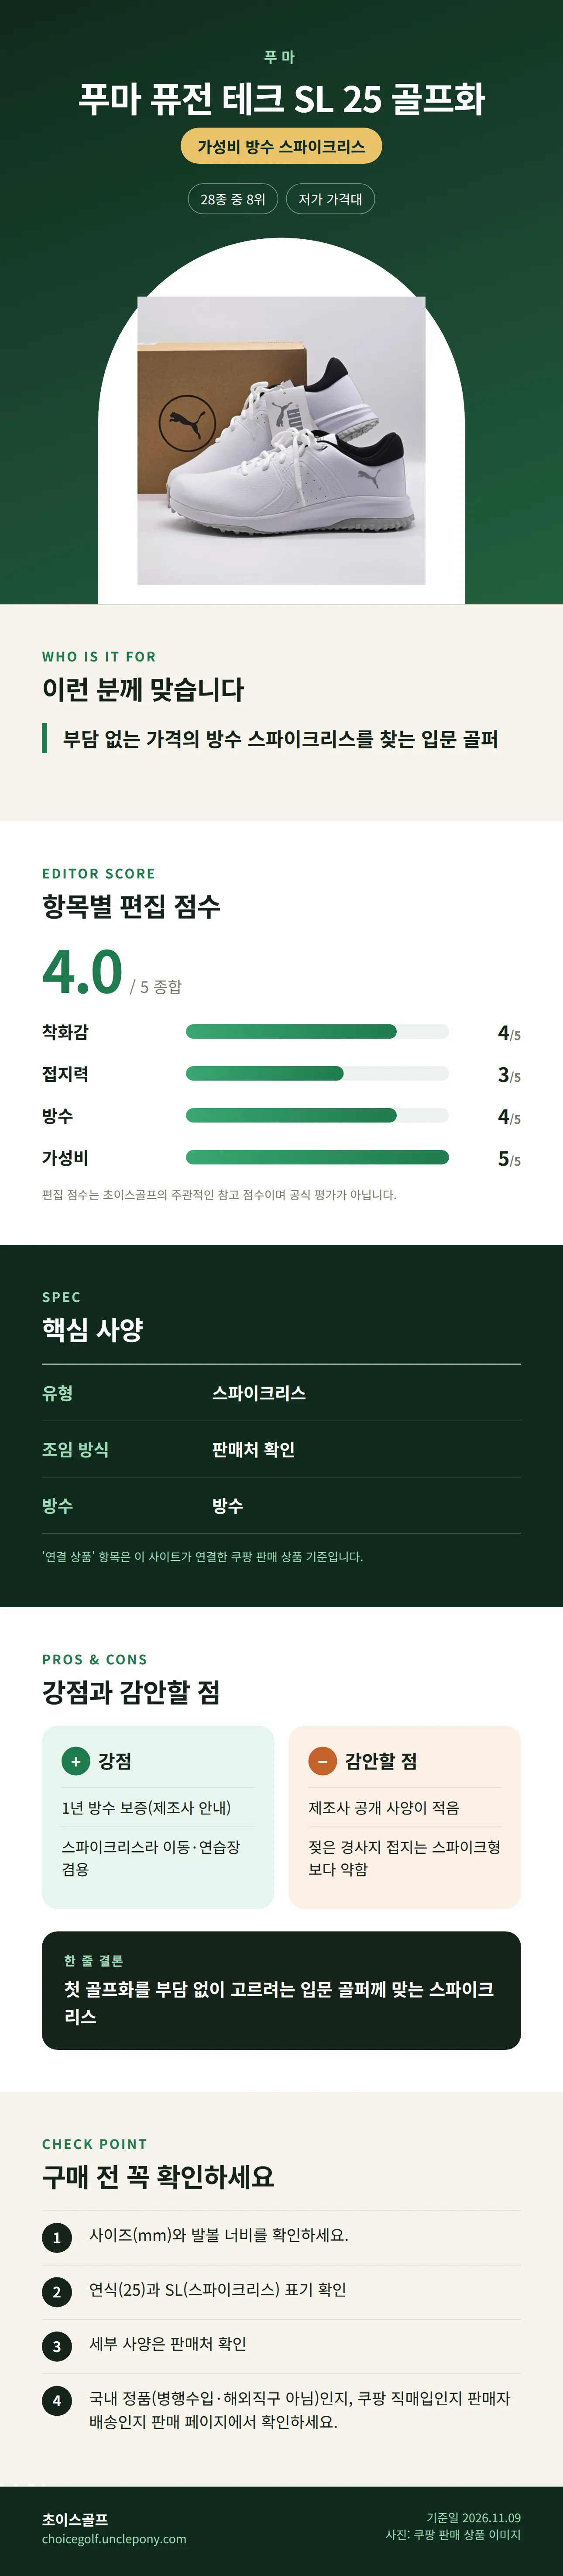 푸마
푸마 퓨전 테크 SL 25 골프화
가성비 방수 스파이크리스
28종 중 8위
저가 가격대
WHO IS IT FOR
이런 분께 맞습니다
부담 없는 가격의 방수 스파이크리스를 찾는 입문 골퍼
EDITOR SCORE
항목별 편집 점수
4.0 / 5 종합
착화감 4/5
접지력 3/5
방수 4/5
가성비 5/5
편집 점수는 초이스골프의 주관적인 참고 점수이며 공식 평가가 아닙니다.
SPEC
핵심 사양
유형 스파이크리스
조임 방식 판매처 확인
방수 방수
'연결 상품' 항목은 이 사이트가 연결한 쿠팡 판매 상품 기준입니다.
PROS & CONS
강점과 감안할 점
+ 강점
1년 방수 보증(제조사 안내)
스파이크리스라 이동·연습장
겸용
− 감안할 점
제조사 공개 사양이 적음
젖은 경사지 접지는 스파이크형
보다 약함
한 줄 결론
첫 골프화를 부담 없이 고르려는 입문 골퍼께 맞는 스파이크
리스
CHECK POINT
구매 전 꼭 확인하세요
1 사이즈(mm)와 발볼 너비를 확인하세요.
2 연식(25)과 SL(스파이크리스) 표기 확인
3 세부 사양은 판매처 확인
4 국내 정품(병행수입·해외직구 아님)인지, 쿠팡 직매입인지 판매자
배송인지 판매 페이지에서 확인하세요.
초이스골프
choicegolf.unclepony.com
기준일 2026.11.09
사진: 쿠팡 판매 상품 이미지